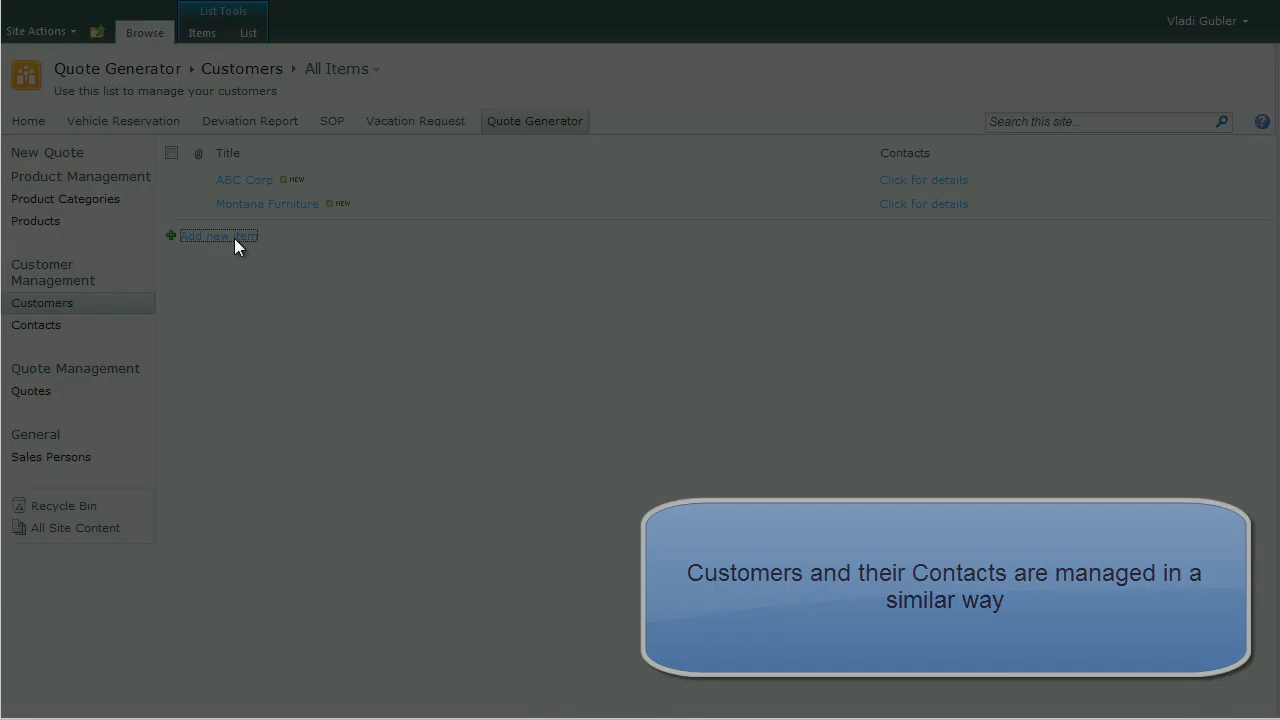 List Tools
Site Actions
Browse
Items
List
Vladi Gubler
Quote Generator Customers All Items
Use this list to manage your customers
Home Vehicle Reservation Deviation Report SOP Vacation Request Quote Generator
Search this site...
New Quote
Product Management
Product Categories
Products
Customer
Management
Customers
Contacts
Quote Management
Quotes
General
Sales Persons
Recycle Bin
All Site Content
Title Contacts
ABC Corp NEW Click for details
Montana Furniture NEW Click for details
Add new item
Customers and their Contacts are managed in a
similar way